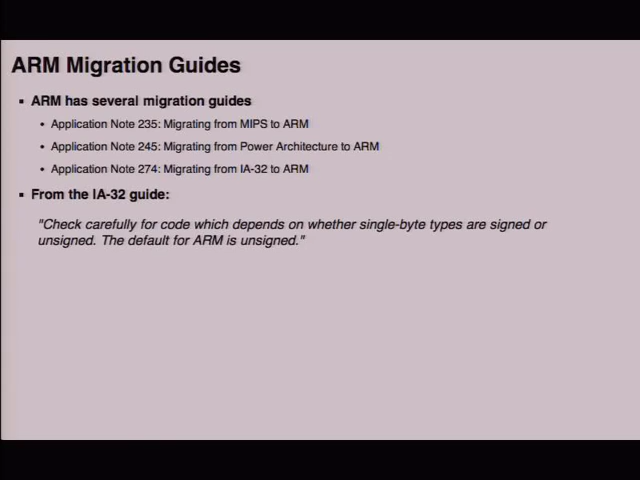 ARM Migration Guides
▪ ARM has several migration guides
• Application Note 235: Migrating from MIPS to ARM
• Application Note 245: Migrating from Power Architecture to ARM
• Application Note 274: Migrating from IA-32 to ARM
▪ From the IA-32 guide:
"Check carefully for code which depends on whether single-byte types are signed or
unsigned. The default for ARM is unsigned."